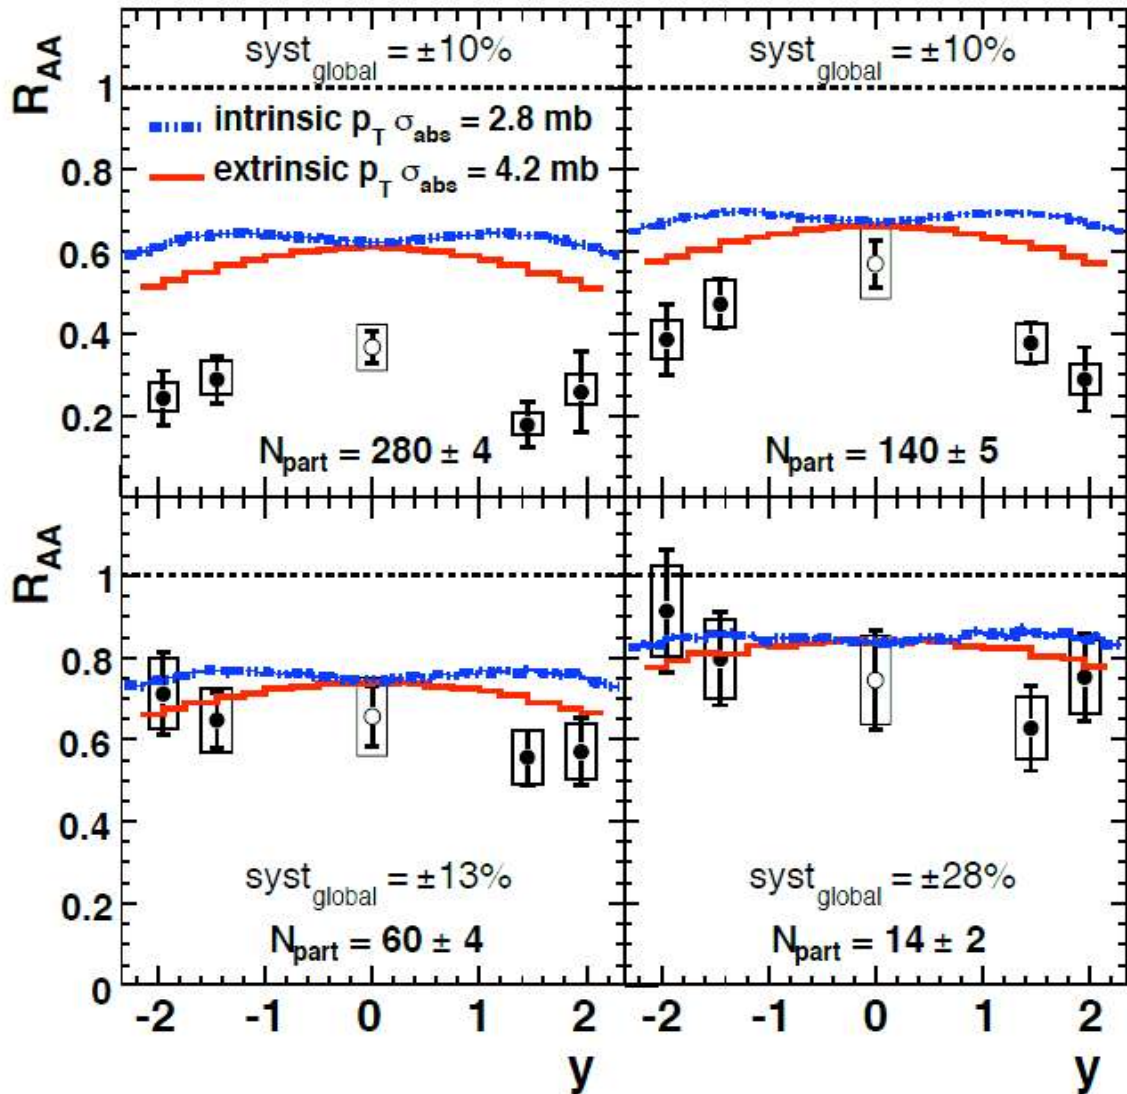 syst_global = ±10%
syst_global = ±10%
R_AA
1
intrinsic p_T σ_abs = 2.8 mb
extrinsic p_T σ_abs = 4.2 mb
0.8
0.6
0.4
0.2
N_part = 280 ± 4
N_part = 140 ± 5
R_AA
1
0.8
0.6
0.4
syst_global = ±13%
syst_global = ±28%
0.2
N_part = 60 ± 4
N_part = 14 ± 2
0
-2 -1 0 1 2
-2 -1 0 1 2
y
y